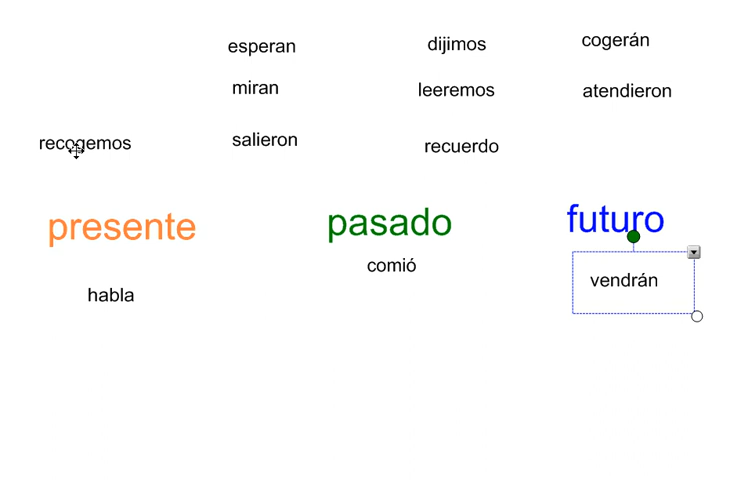 esperan dijimos cogerán
miran leeremos atendieron
recogemos salieron recuerdo
presente pasado futuro
comió
vendrán
habla